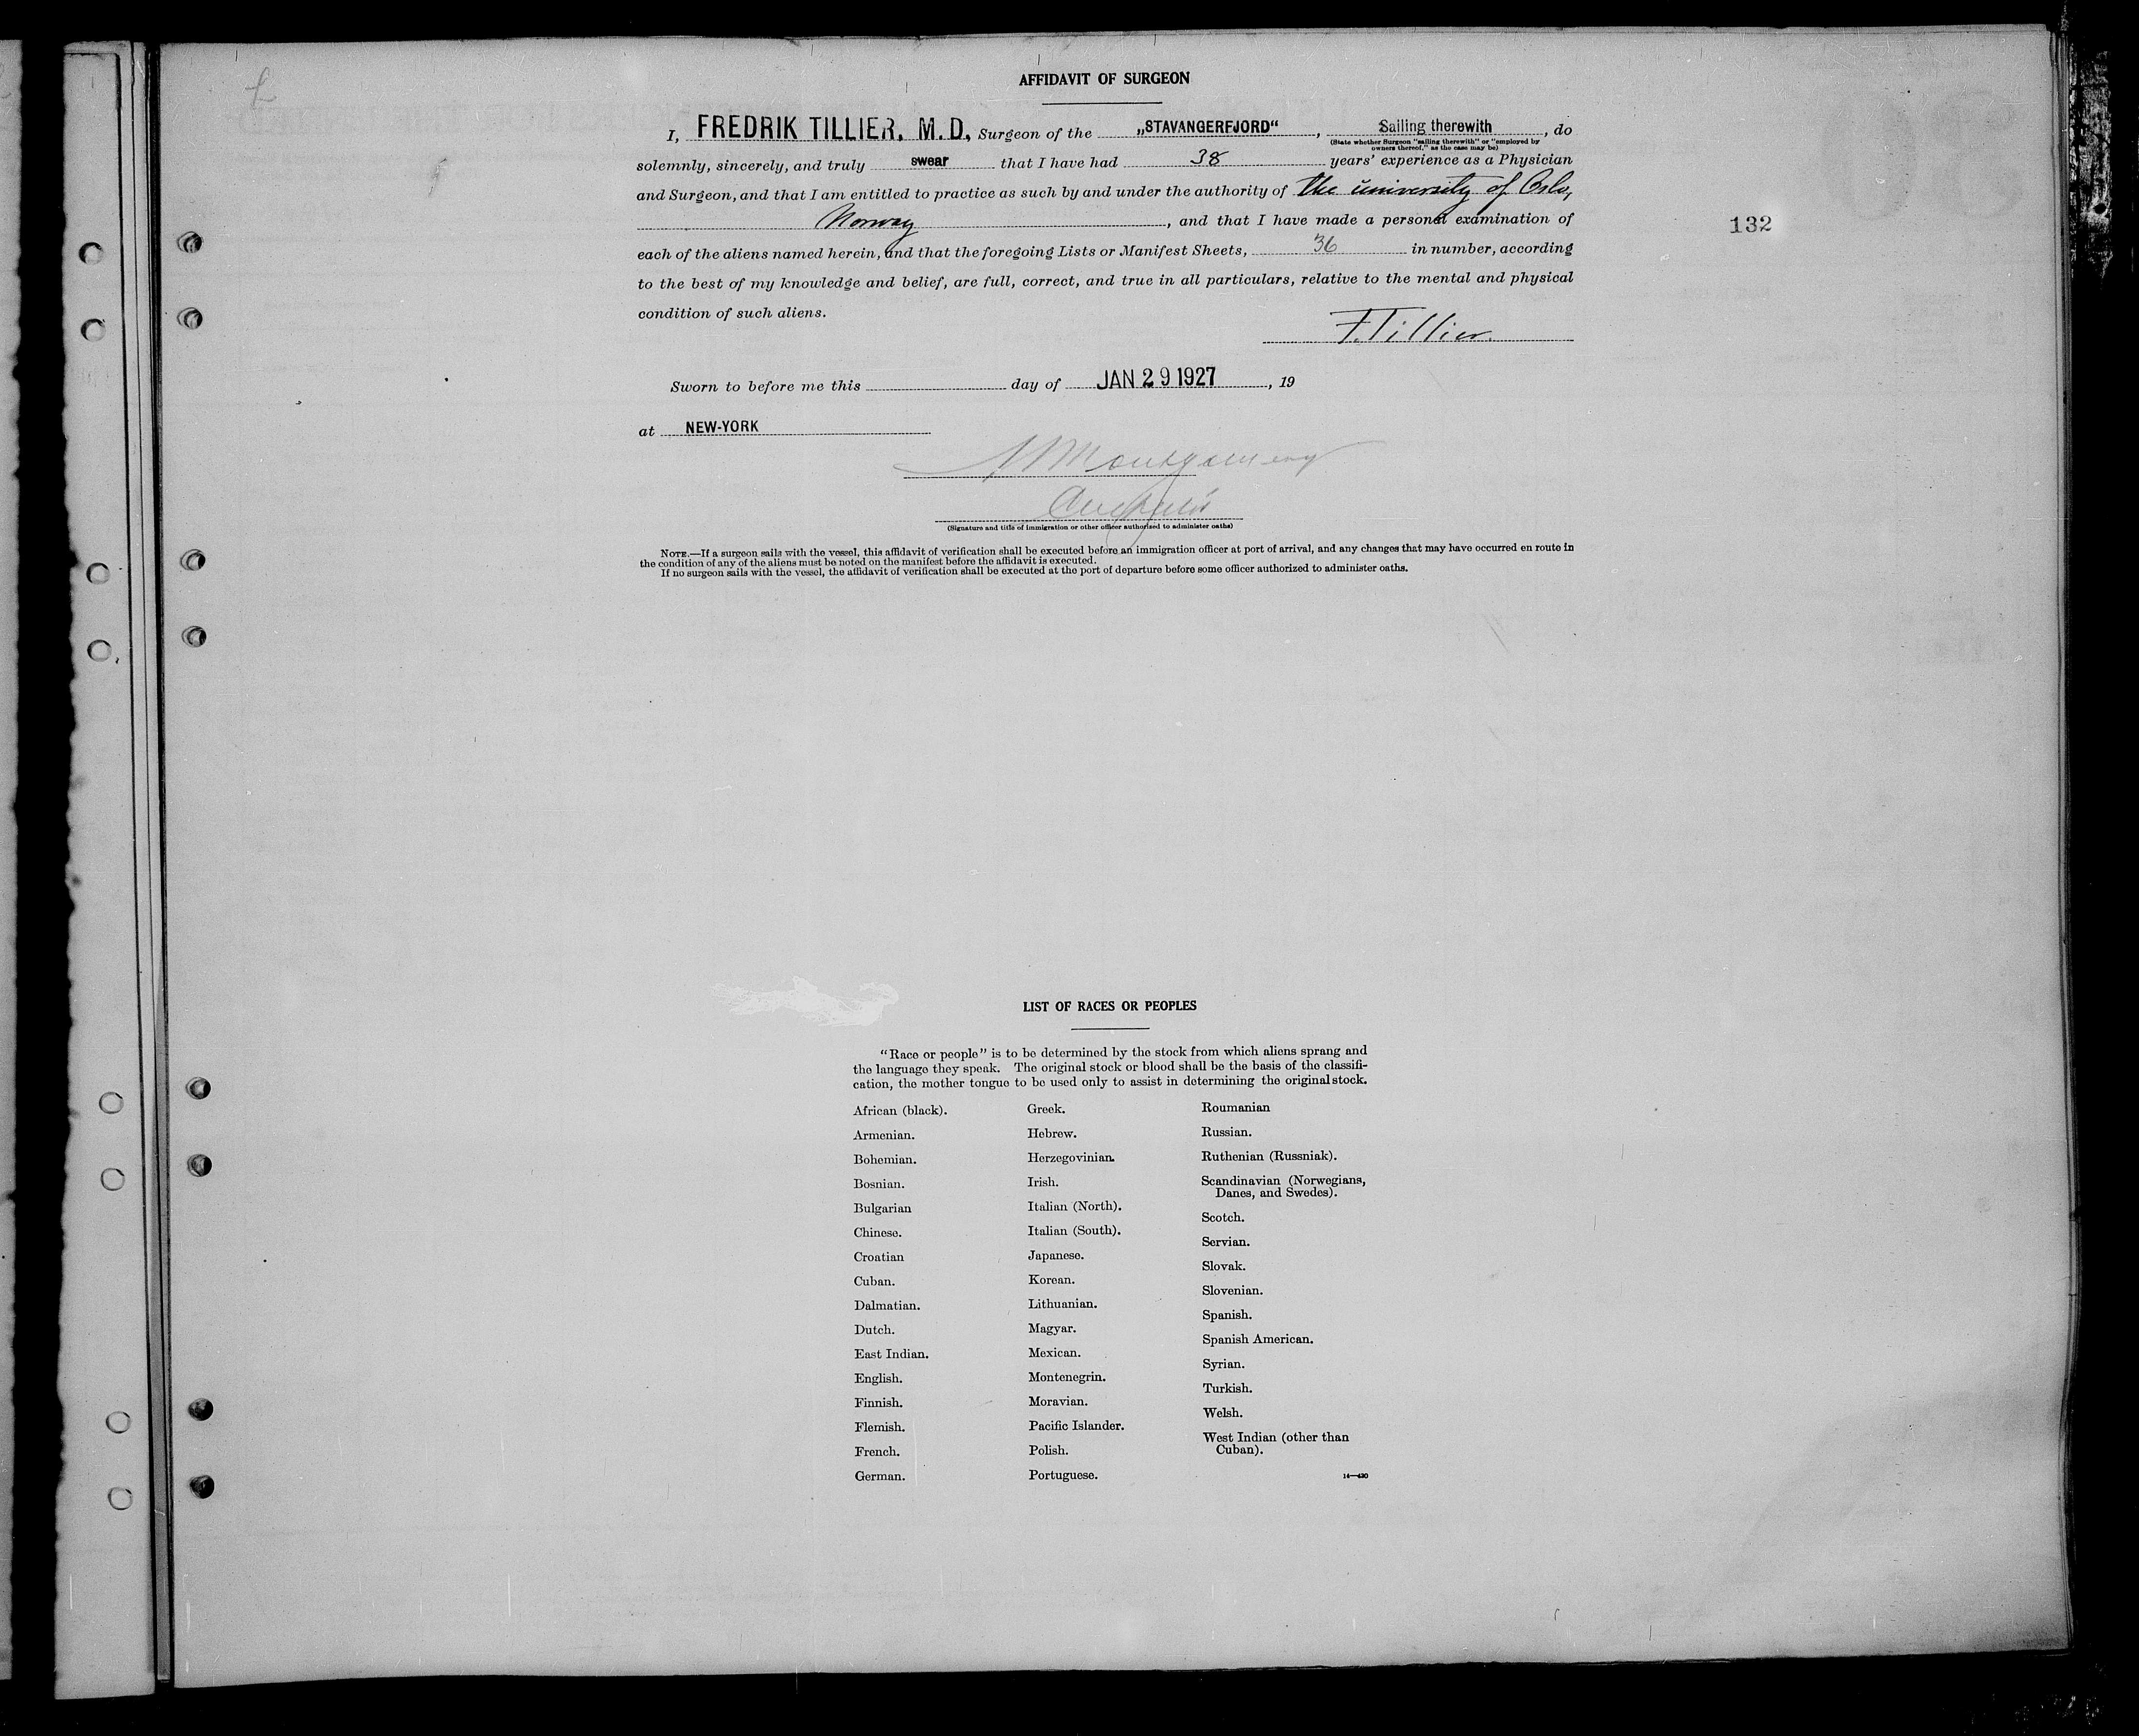 AFFIDAVIT OF SURGEON
I, FREDRIK TILLIER, M.D., Surgeon of the „STAVANGERFJORD“, Sailing therewith, do
(State whether Surgeon "sailing therewith" or "employed by
owners thereof," as the case may be)
solemnly, sincerely, and truly swear that I have had 38 years' experience as a Physician
and Surgeon, and that I am entitled to practice as such by and under the authority of The university of Oslo,
Norway, and that I have made a personal examination of
132
each of the aliens named herein, and that the foregoing Lists or Manifest Sheets, 36 in number, according
to the best of my knowledge and belief, are full, correct, and true in all particulars, relative to the mental and physical
condition of such aliens.
F. Tillier.
Sworn to before me this day of JAN 29 1927, 19
at NEW-YORK
Montgomery
(Signature and title of immigration or other officer authorized to administer oaths)
NOTE.—If a surgeon sails with the vessel, this affidavit of verification shall be executed before an immigration officer at port of arrival, and any changes that may have occurred en route in
the condition of any of the aliens must be noted on the manifest before the affidavit is executed.
If no surgeon sails with the vessel, the affidavit of verification shall be executed at the port of departure before some officer authorized to administer oaths.
LIST OF RACES OR PEOPLES
"Race or people" is to be determined by the stock from which aliens sprang and
the language they speak. The original stock or blood shall be the basis of the classifi-
cation, the mother tongue to be used only to assist in determining the original stock.
African (black).
Armenian.
Bohemian.
Bosnian.
Bulgarian
Chinese.
Croatian
Cuban.
Dalmatian.
Dutch.
East Indian.
English.
Finnish.
Flemish.
French.
German.
Greek.
Hebrew.
Herzegovinian.
Irish.
Italian (North).
Italian (South).
Japanese.
Korean.
Lithuanian.
Magyar.
Mexican.
Montenegrin.
Moravian.
Pacific Islander.
Polish.
Portuguese.
Roumanian
Russian.
Ruthenian (Russniak).
Scandinavian (Norwegians,
Danes, and Swedes).
Scotch.
Servian.
Slovak.
Slovenian.
Spanish.
Spanish American.
Syrian.
Turkish.
Welsh.
West Indian (other than
Cuban).